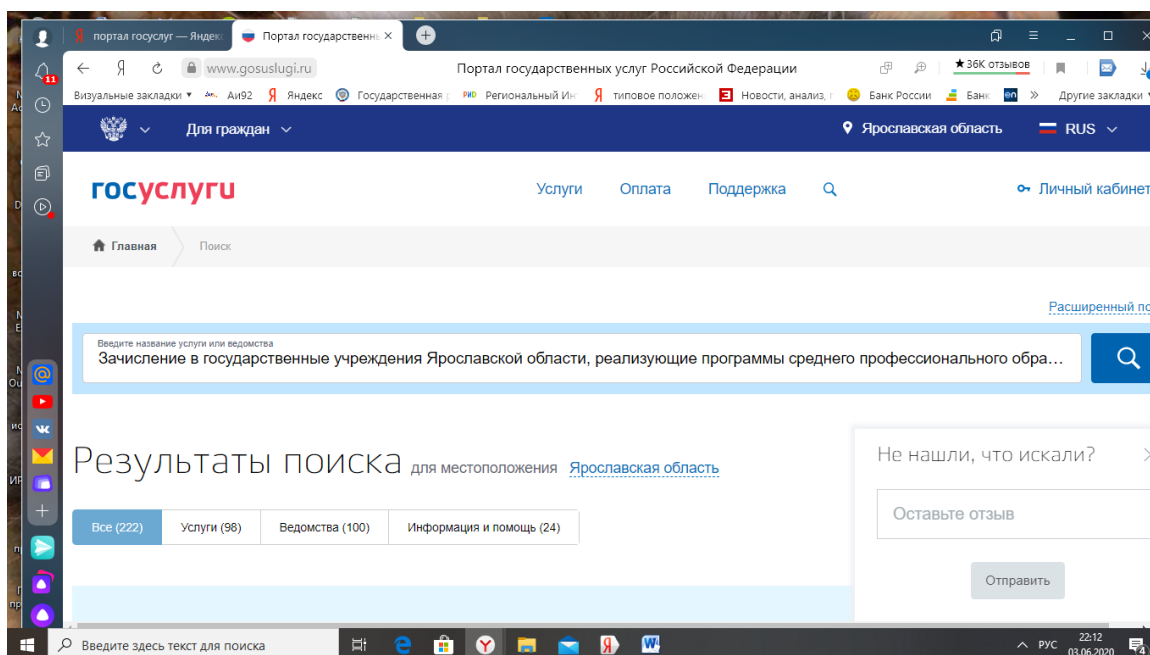 портал госуслуг — Яндекс
Портал государственнь
www.gosuslugi.ru
Портал государственных услуг Российской Федерации
★ 36K отзывов
11
Визуальные закладки
Аи92
Яндекс
Государственная
Региональный Ин
типовое положен
Новости, анализ,
Банк России
Банк
Другие закладки
Для граждан
Ярославская область
RUS
госуслуги
Услуги
Оплата
Поддержка
Личный кабинет
Главная
Поиск
Расширенный по
Введите название услуги или ведомства
Зачисление в государственные учреждения Ярославской области, реализующие программы среднего профессионального обра…
Результаты поиска для местоположения Ярославская область
Все (222)
Услуги (98)
Ведомства (100)
Информация и помощь (24)
Не нашли, что искали?
Оставьте отзыв
Отправить
Введите здесь текст для поиска
РУС
22:12
03.06.2020
4